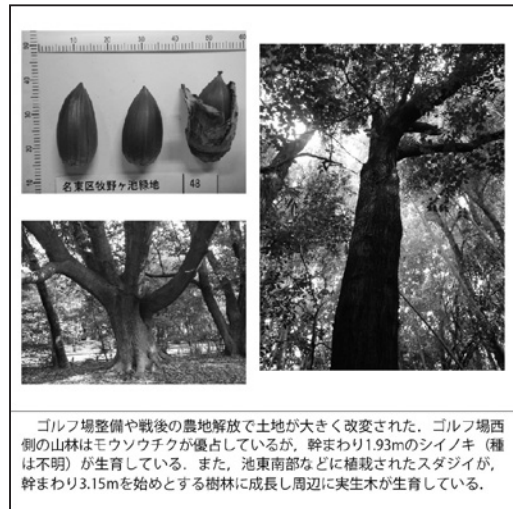 10 20 30 40 50 60
名東区牧野ヶ池緑地 48
ゴルフ場整備や戦後の農地解放で土地が大きく改変された．ゴルフ場西
側の山林はモウソウチクが優占しているが，幹まわり1.93mのシイノキ（種
は不明）が生育している．また，池東南部などに植栽されたスダジイが，
幹まわり3.15mを始めとする樹林に成長し周辺に実生木が生育している．